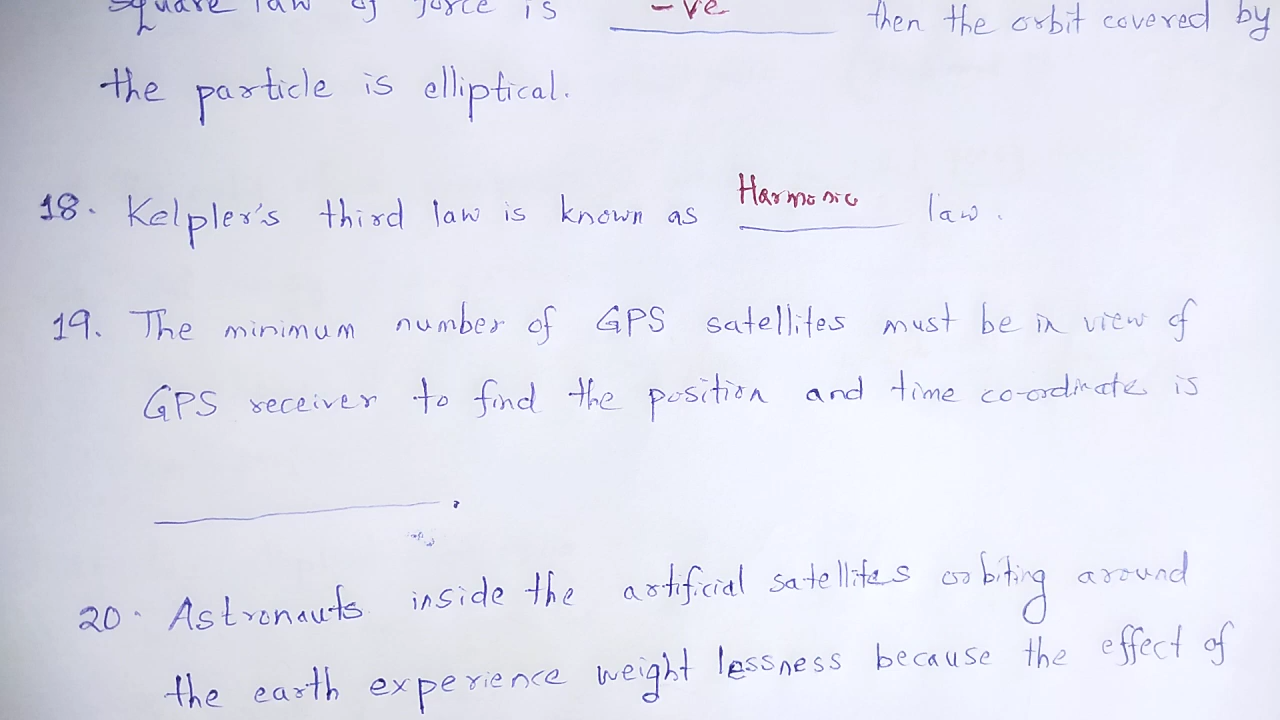 square law of force is -ve then the orbit covered by
the particle is elliptical.
18. Kelpler's third law is known as Harmonic law.
19. The minimum number of GPS satellites must be in view of
GPS receiver to find the position and time co-ordinate is
.
20. Astronauts inside the artificial satellites orbiting around
the earth experience weight lessness because the effect of